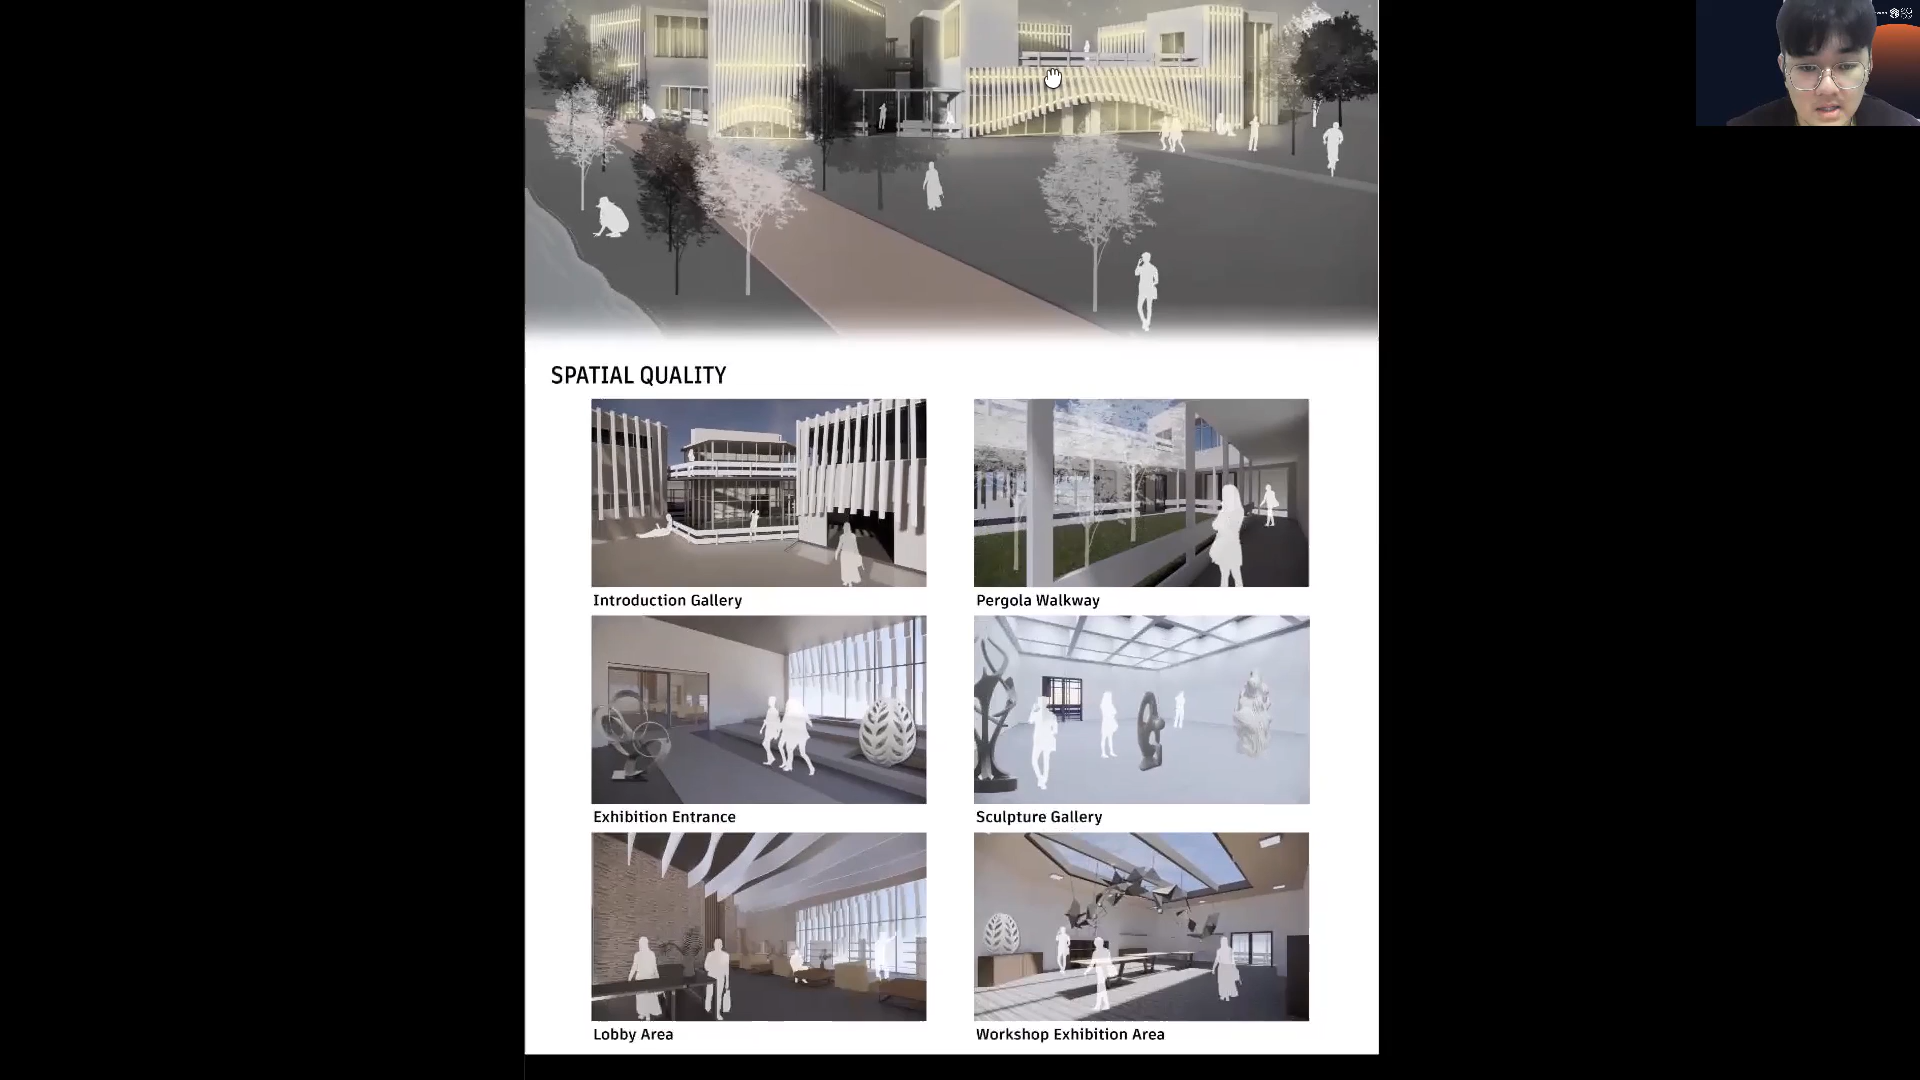 SPATIAL QUALITY
Introduction Gallery
Pergola Walkway
Exhibition Entrance
Sculpture Gallery
Lobby Area
Workshop Exhibition Area